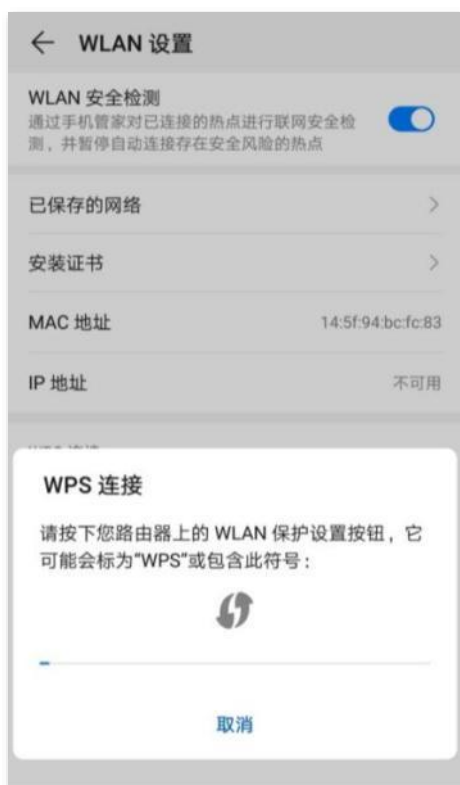 WLAN 设置
WLAN 安全检测
通过手机管家对已连接的热点进行联网安全检
测，并暂停自动连接存在安全风险的热点
已保存的网络
安装证书
MAC 地址 14:5f:94:bc:fc:83
IP 地址 不可用
WPS 连接
请按下您路由器上的 WLAN 保护设置按钮，它
可能会标为“WPS”或包含此符号：
取消